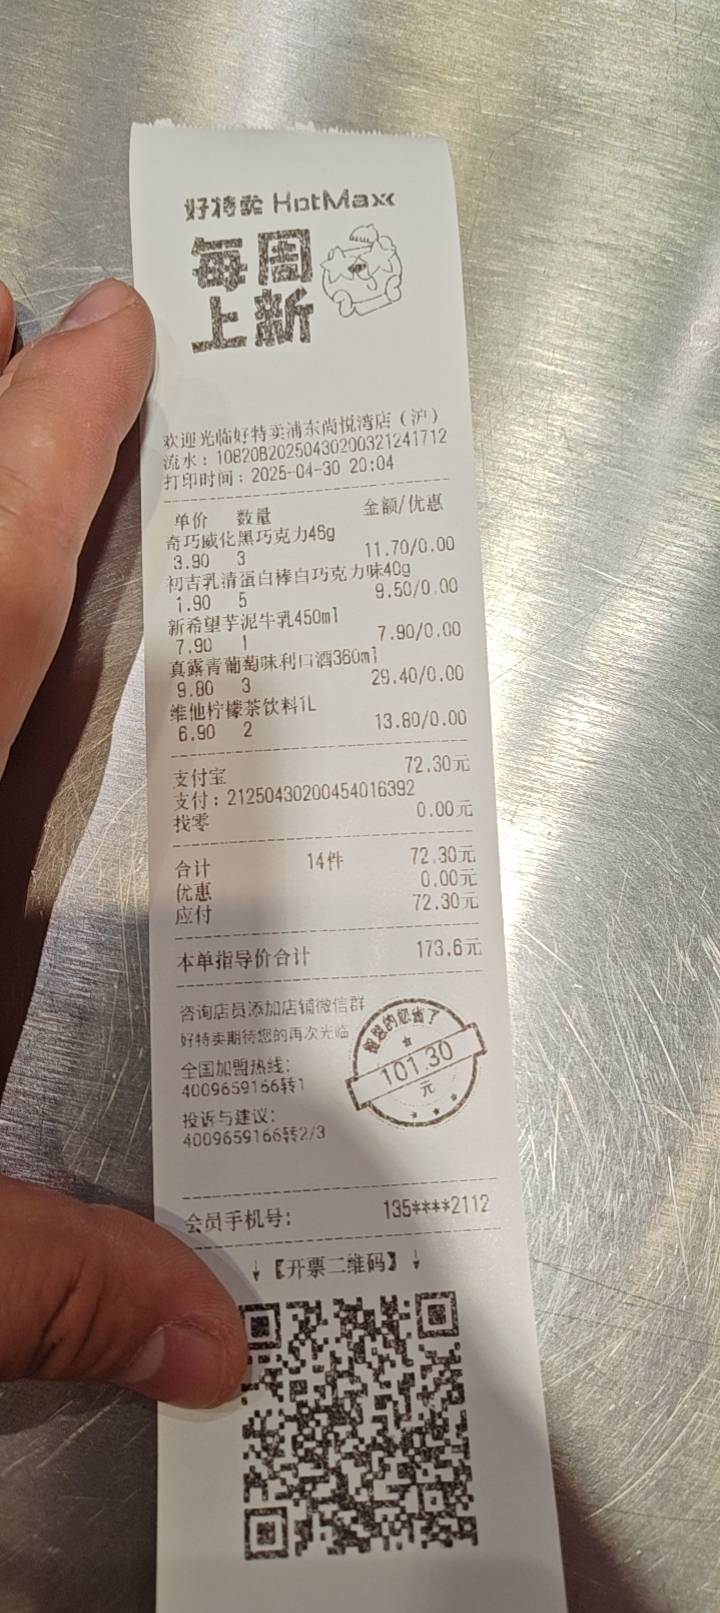 好特卖 HotMaxx
每周
上新
欢迎光临好特卖浦东尚悦湾店（沪）
流水：10820B20250430200321241712
打印时间：2025-04-30 20:04
单价 数量 金额/优惠
奇巧威化黑巧克力46g
3.90 3 11.70/0.00
初吉乳清蛋白棒白巧克力味40g
1.90 5 9.50/0.00
新希望芋泥牛乳450ml
7.90 1 7.90/0.00
真露青葡萄味利口酒360ml
9.80 3 29.40/0.00
维他柠檬茶饮料1L
6.90 2 13.80/0.00
支付宝 72.30元
支付：21250430200454016392
找零 0.00元
合计 14件 72.30元
优惠 0.00元
应付 72.30元
本单指导价合计 173.6元
咨询店员添加店铺微信群
好特卖期待您的再次光临
全国加盟热线：
4009659166转1
投诉与建议：
4009659166转2/3
您省了
101.30
元
会员手机号： 135****2112
↓【开票二维码】↓